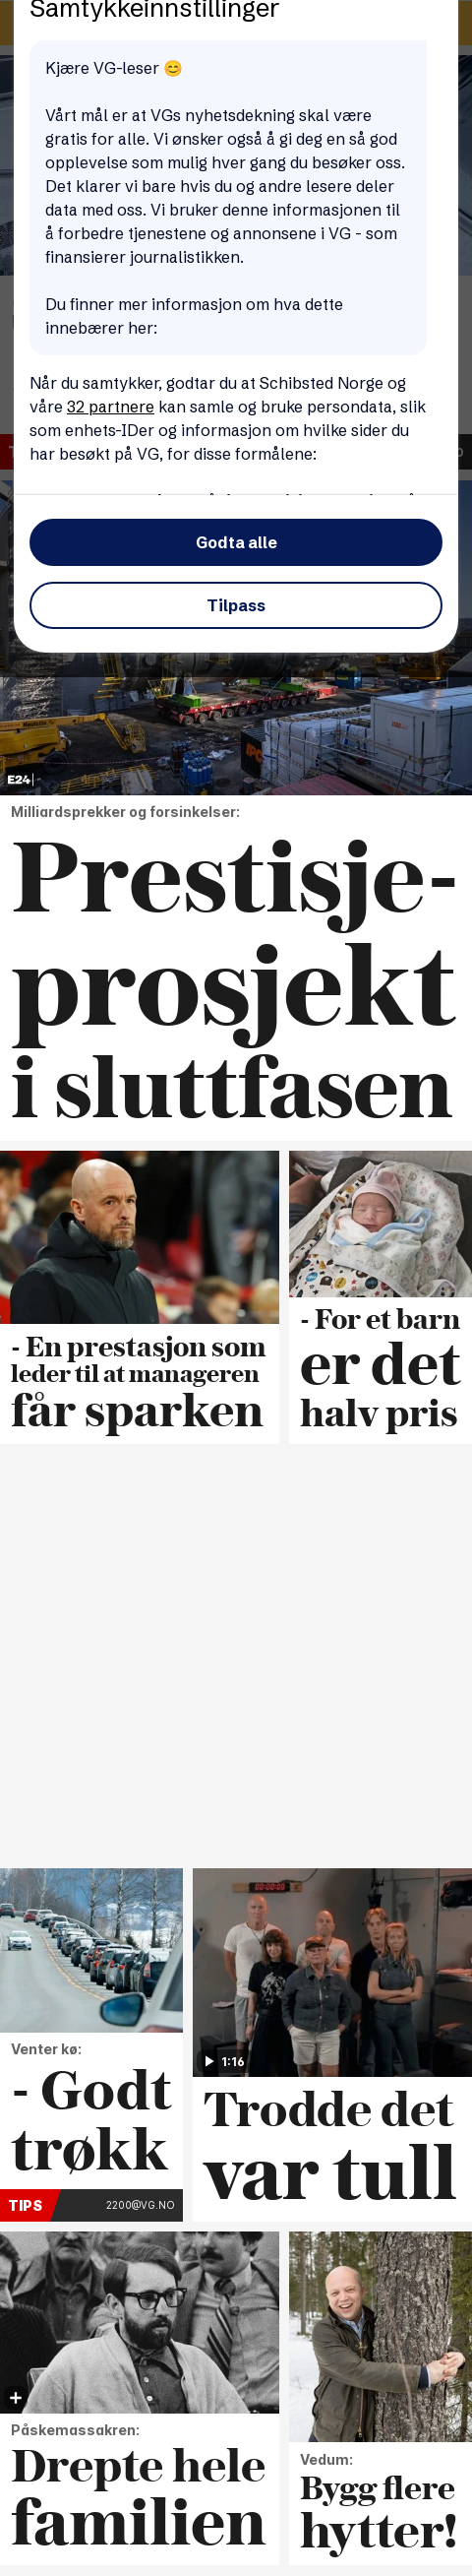 Samtykkeinnstillinger
Kjære VG-leser 😊
Vårt mål er at VGs nyhetsdekning skal være
gratis for alle. Vi ønsker også å gi deg en så god
opplevelse som mulig hver gang du besøker oss.
Det klarer vi bare hvis du og andre lesere deler
data med oss. Vi bruker denne informasjonen til
å forbedre tjenestene og annonsene i VG - som
finansierer journalistikken.
Du finner mer informasjon om hva dette
innebærer her:
Når du samtykker, godtar du at Schibsted Norge og
våre 32 partnere kan samle og bruke persondata, slik
som enhets-IDer og informasjon om hvilke sider du
har besøkt på VG, for disse formålene:
Godta alle
Tilpass
E24
Milliardsprekker og forsinkelser:
Prestisje-
prosjekt
i sluttfasen
- En prestasjon som
leder til at manageren
får sparken
- For et barn
er det
halv pris
Venter kø:
- Godt
trøkk
TIPS 2200@VG.NO
1:16
Trodde det
var tull
Påskemassakren:
Drepte hele
familien
Vedum:
Bygg flere
hytter!